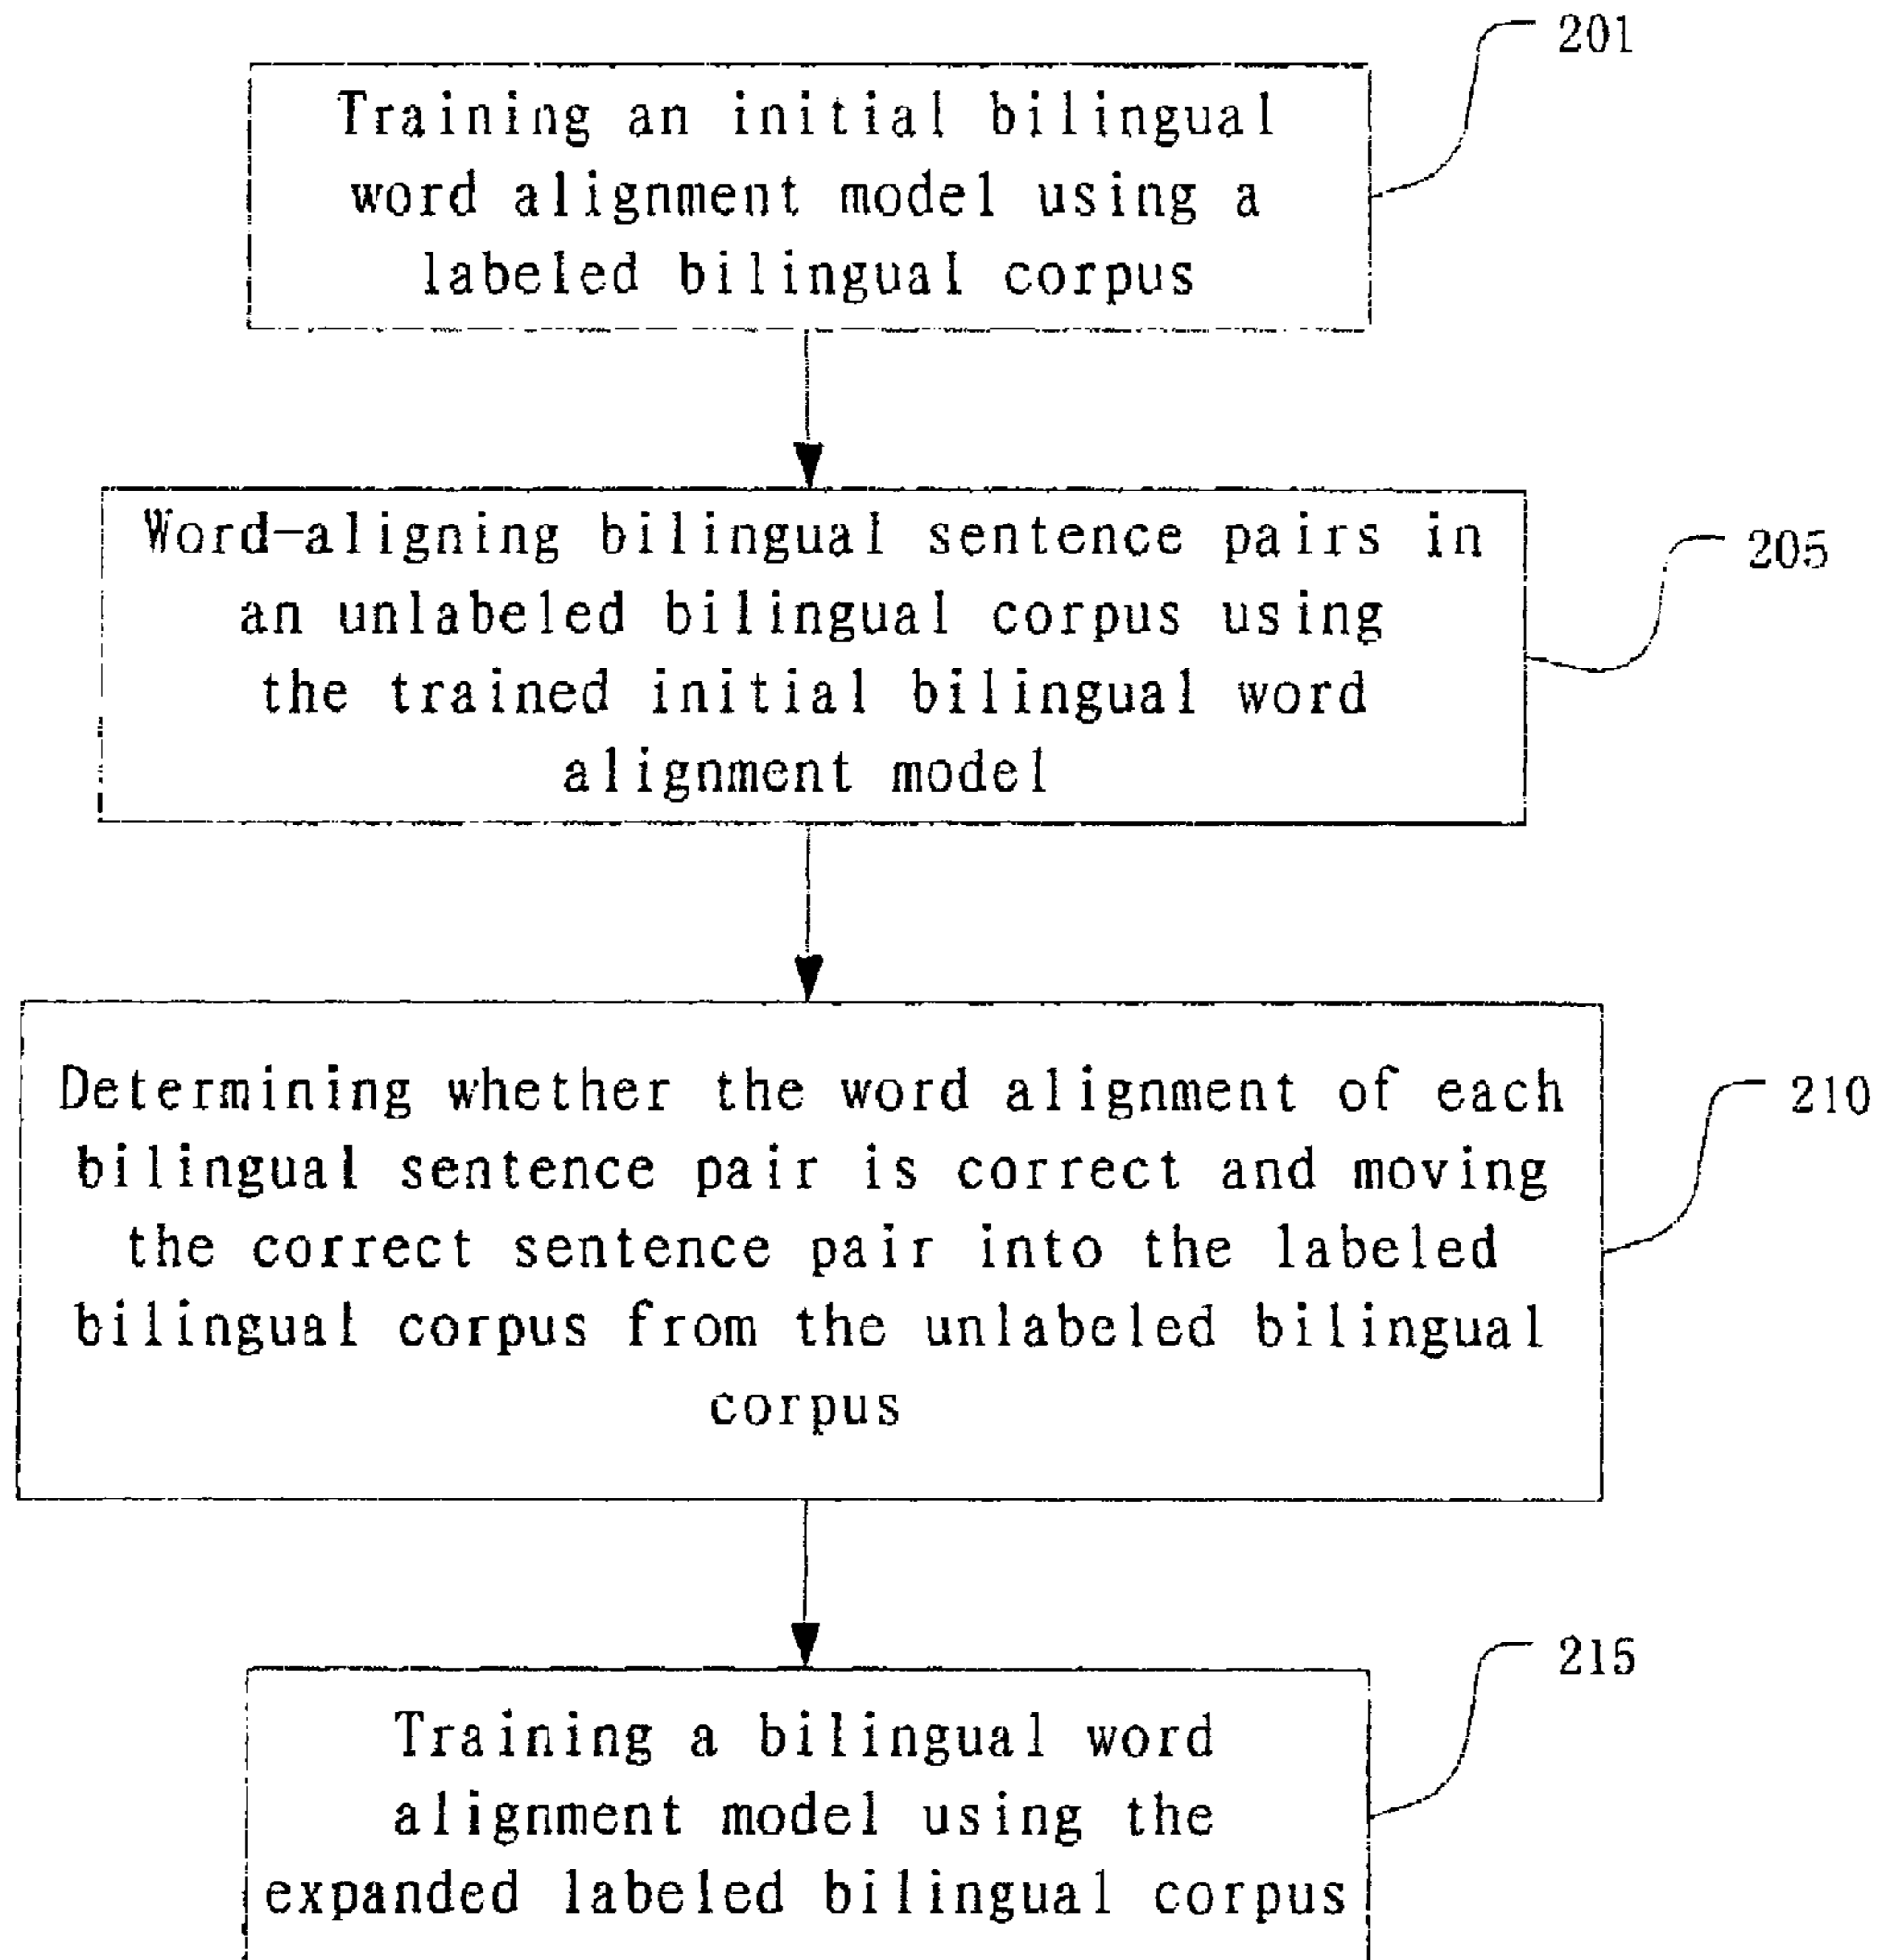 201
Training an initial bilingual
word alignment model using a
labeled bilingual corpus
Word-aligning bilingual sentence pairs in
an unlabeled bilingual corpus using
the trained initial bilingual word
alignment model
205
Determining whether the word alignment of each
bilingual sentence pair is correct and moving
the correct sentence pair into the labeled
bilingual corpus from the unlabeled bilingual
corpus
210
215
Training a bilingual word
alignment model using the
expanded labeled bilingual corpus